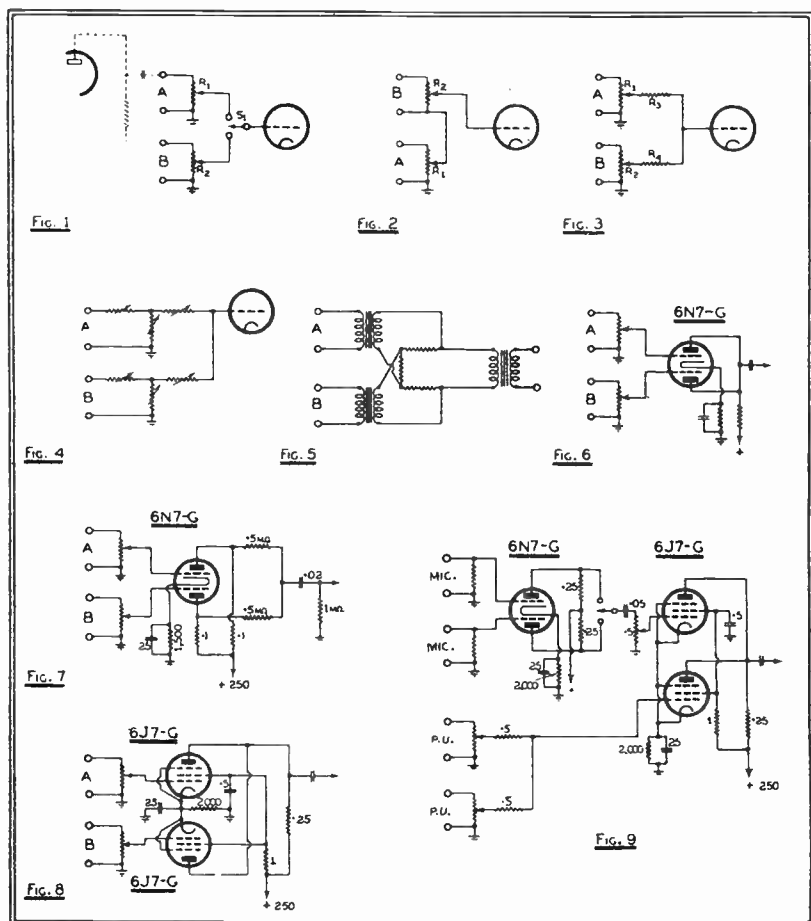 A
R1
S1
B
R2
Fig. 1
B
R2
A
R1
Fig. 2
A
R1
R3
B
R4
R2
Fig. 3
A
B
Fig. 4
A
B
Fig. 5
6N7-G
A
B
+
Fig. 6
6N7-G
A
B
.5MΩ
.5MΩ
.02
1MΩ
25
1,500
.1
.1
+ 250
Fig. 7
6J7-G
A
B
25
2,000
.5
.25
1
+ 250
6J7-G
Fig. 8
6N7-G
6J7-G
MIC.
MIC.
.25
.25
.05
.5
.5
25
2,000
+
P.U.
.5
P.U.
.5
2,000
25
1
.25
+ 250
Fig. 9